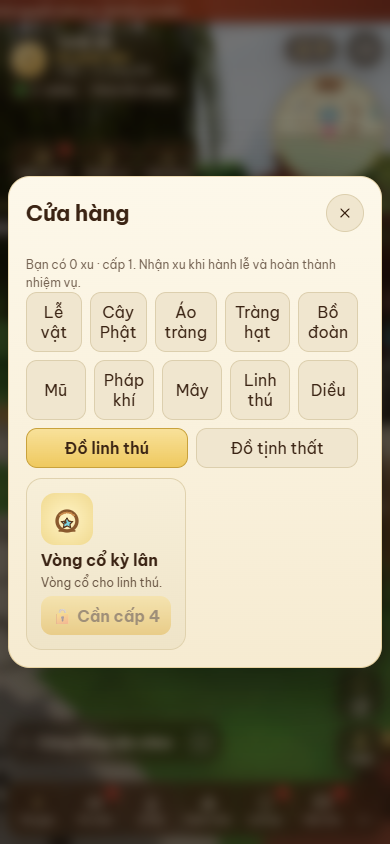 Cửa hàng
Bạn có 0 xu · cấp 1. Nhận xu khi hành lễ và hoàn thành
nhiệm vụ.
Lễ
vật
Cây
Phật
Áo
tràng
Tràng
hạt
Bồ
đoàn
Mũ
Pháp
khí
Mây
Linh
thú
Diều
Đồ linh thú
Đồ tịnh thất
Vòng cổ kỳ lân
Vòng cổ cho linh thú.
Cần cấp 4